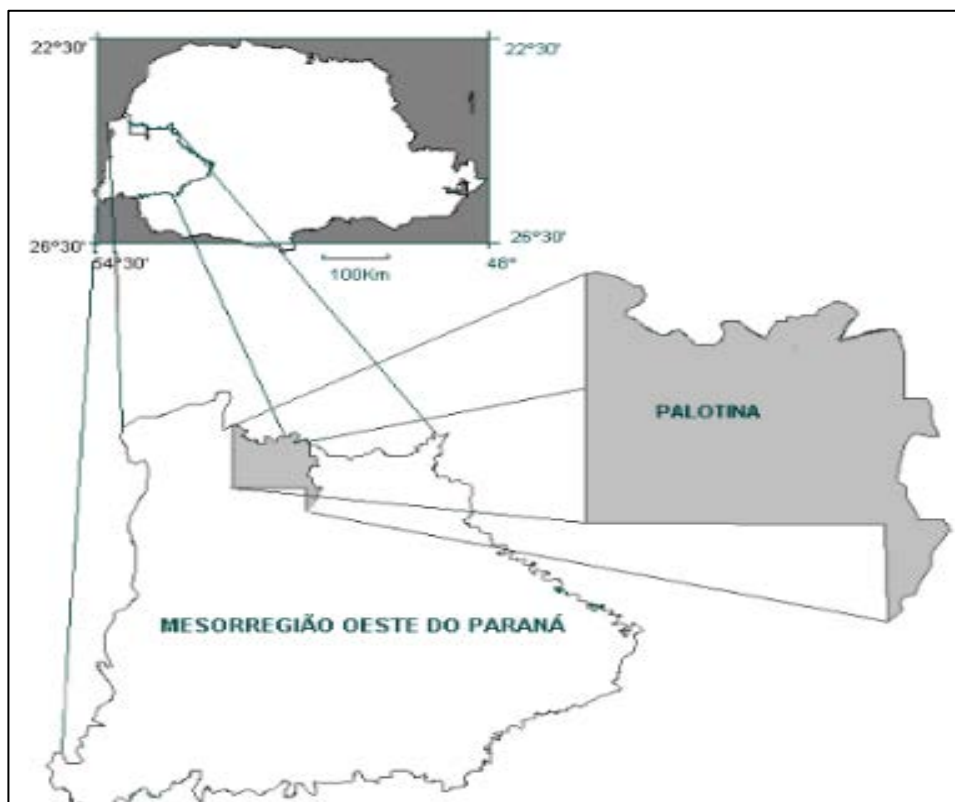 22°30'
22°30'
26°30'
26°30'
54°30'
48°
100Km
PALOTINA
MESORREGIÃO OESTE DO PARANÁ